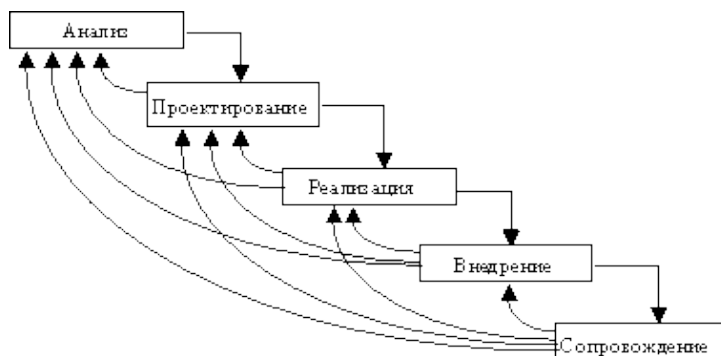 Анализ
Проектирование
Реализация
Внедрение
Сопровождение